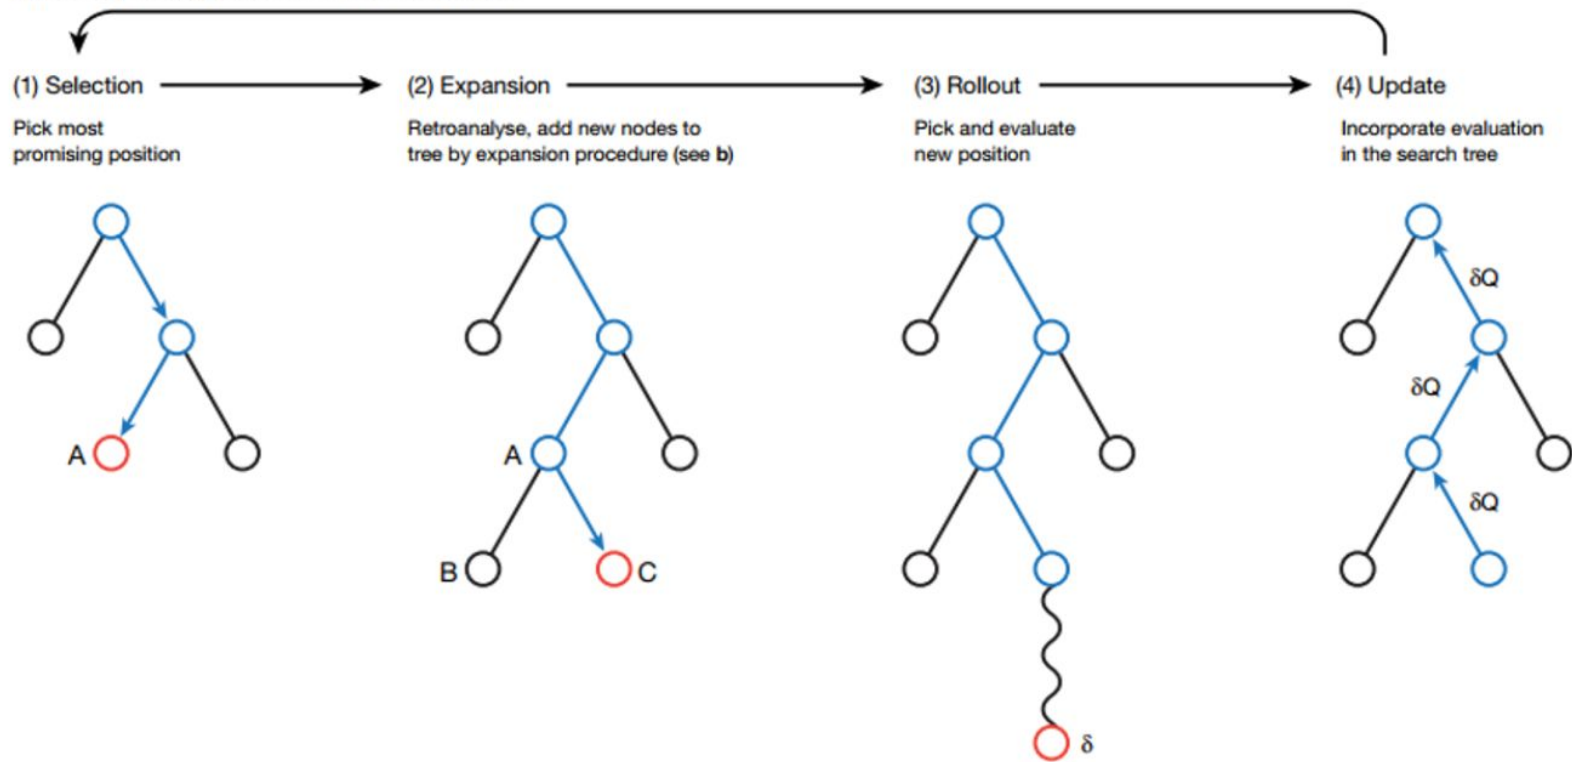 (1) Selection
Pick most
promising position
(2) Expansion
Retroanalyse, add new nodes to
tree by expansion procedure (see b)
(3) Rollout
Pick and evaluate
new position
(4) Update
Incorporate evaluation
in the search tree
A
A
B
C
δ
δQ
δQ
δQ